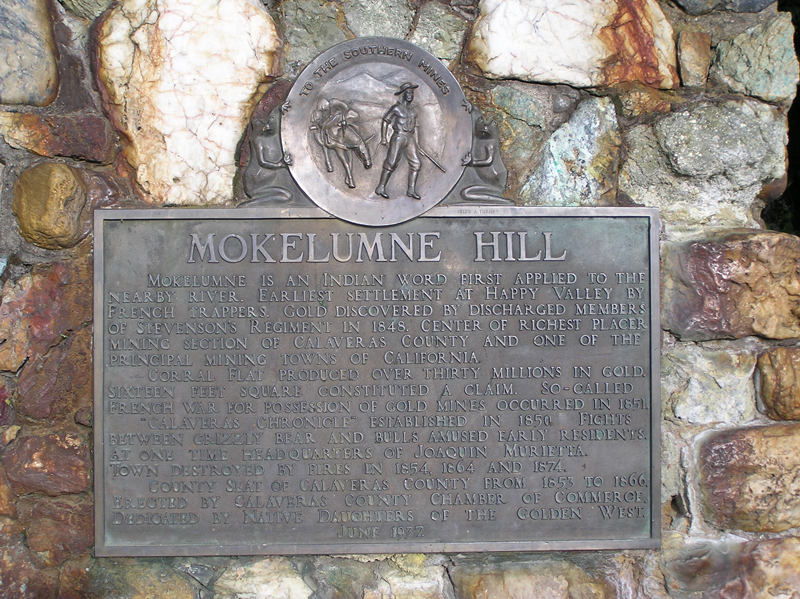 TO THE SOUTHERN MINES
MOKELUMNE HILL
MOKELUMNE IS AN INDIAN WORD FIRST APPLIED TO THE
NEARBY RIVER. EARLIEST SETTLEMENT AT HAPPY VALLEY BY
FRENCH TRAPPERS. GOLD DISCOVERED BY DISCHARGED MEMBERS
OF STEVENSON'S REGIMENT IN 1848. CENTER OF RICHEST PLACER
MINING SECTION OF CALAVERAS COUNTY AND ONE OF THE
PRINCIPAL MINING TOWNS OF CALIFORNIA.
CORRAL FLAT PRODUCED OVER THIRTY MILLIONS IN GOLD.
SIXTEEN FEET SQUARE CONSTITUTED A CLAIM. SO-CALLED
FRENCH WAR FOR POSSESSION OF GOLD MINES OCCURRED IN 1851.
"CALAVERAS CHRONICLE" ESTABLISHED IN 1850. FIGHTS
BETWEEN GRIZZLY BEAR AND BULLS AMUSED EARLY RESIDENTS.
AT ONE TIME HEADQUARTERS OF JOAQUIN MURIETTA.
TOWN DESTROYED BY FIRES IN 1854, 1864 AND 1874.
COUNTY SEAT OF CALAVERAS COUNTY FROM 1853 TO 1866.
ERECTED BY CALAVERAS COUNTY CHAMBER OF COMMERCE.
DEDICATED BY NATIVE DAUGHTERS OF THE GOLDEN WEST.
JUNE 1937